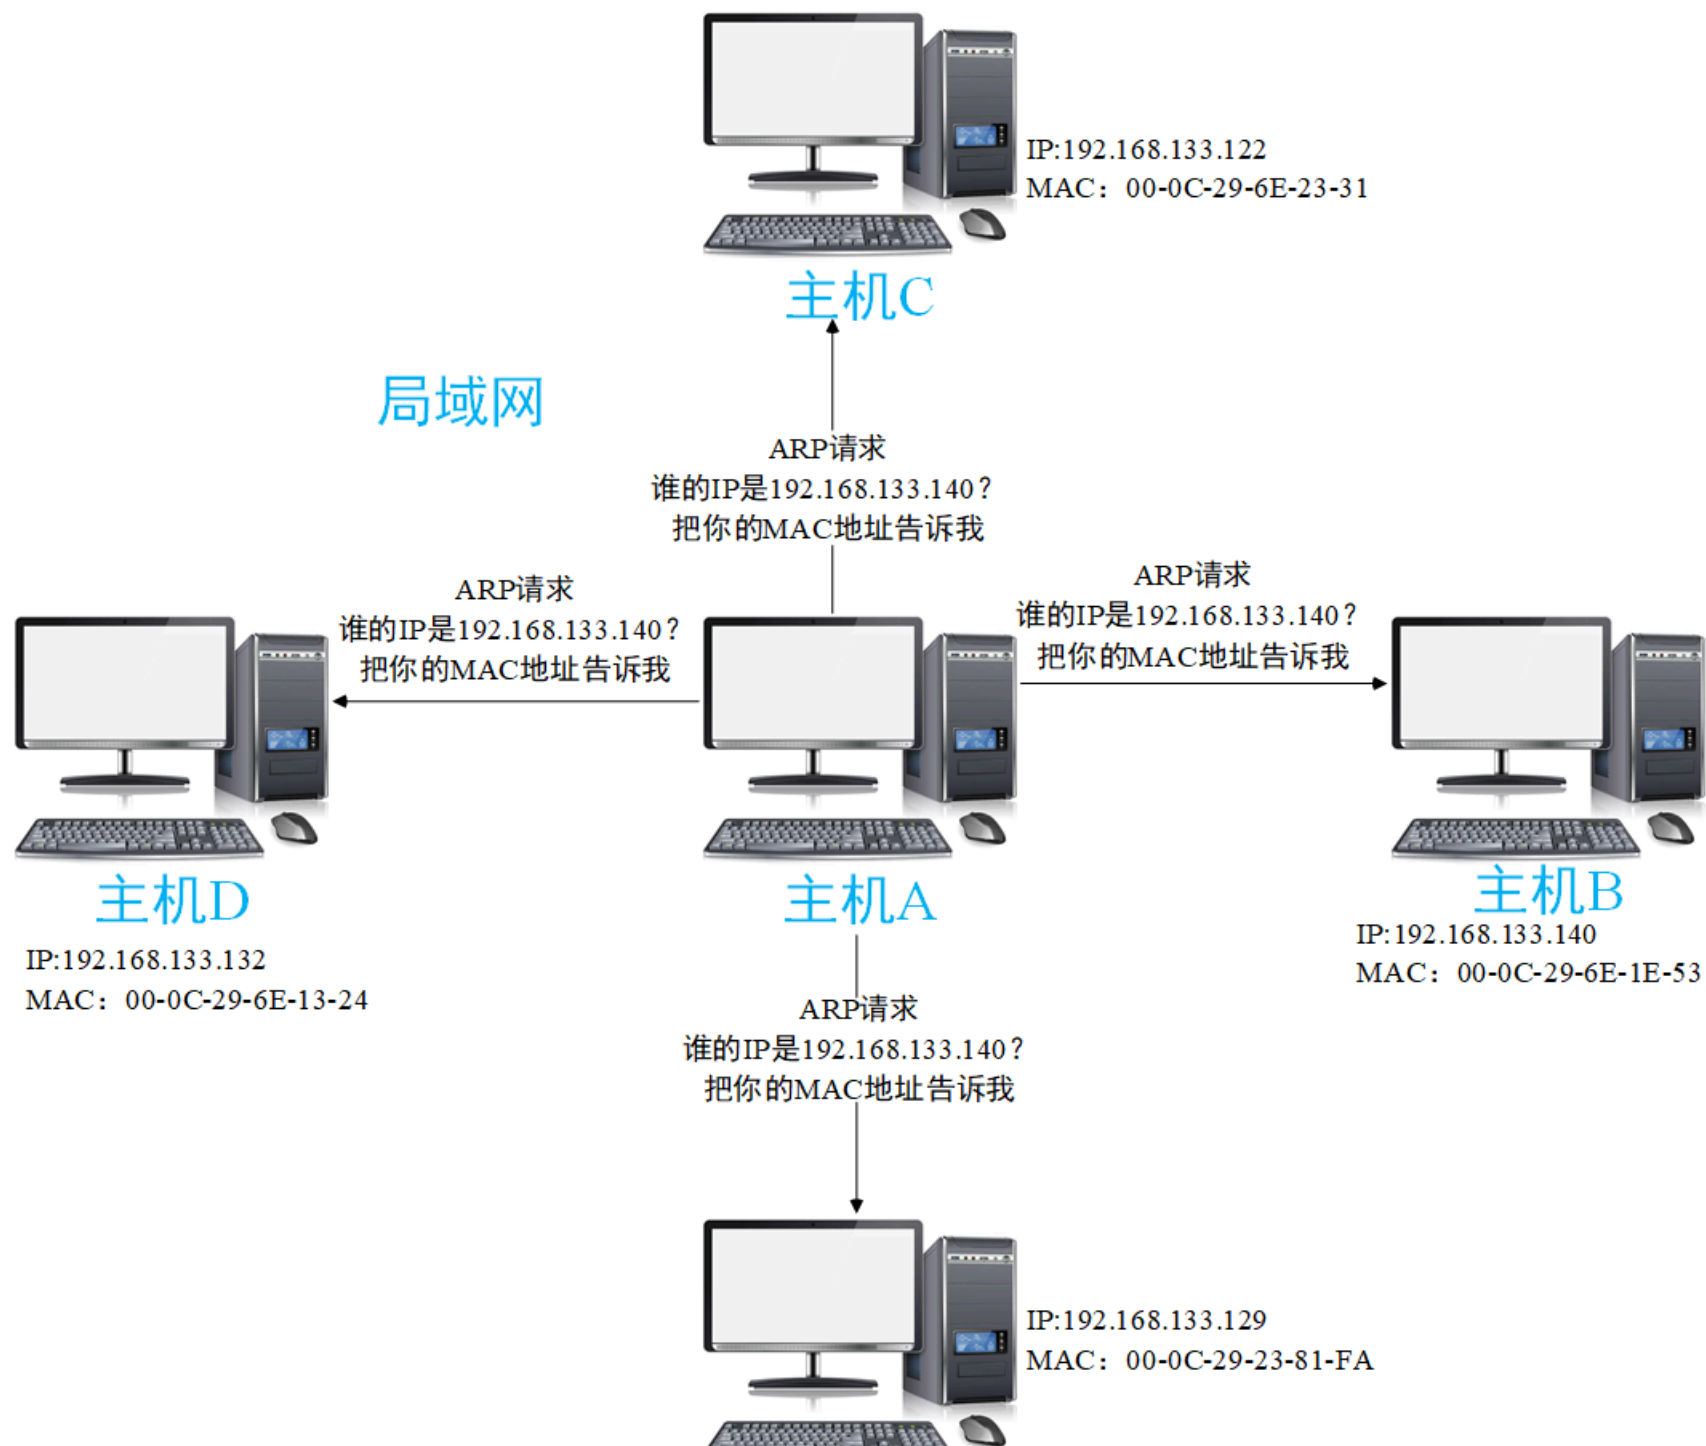 IP:192.168.133.122
MAC：00-0C-29-6E-23-31
主机C
局域网
ARP请求
谁的IP是192.168.133.140？
把你的MAC地址告诉我
ARP请求
谁的IP是192.168.133.140？
把你的MAC地址告诉我
ARP请求
谁的IP是192.168.133.140？
把你的MAC地址告诉我
主机D
主机A
主机B
IP:192.168.133.132
MAC：00-0C-29-6E-13-24
IP:192.168.133.140
MAC：00-0C-29-6E-1E-53
ARP请求
谁的IP是192.168.133.140？
把你的MAC地址告诉我
IP:192.168.133.129
MAC：00-0C-29-23-81-FA